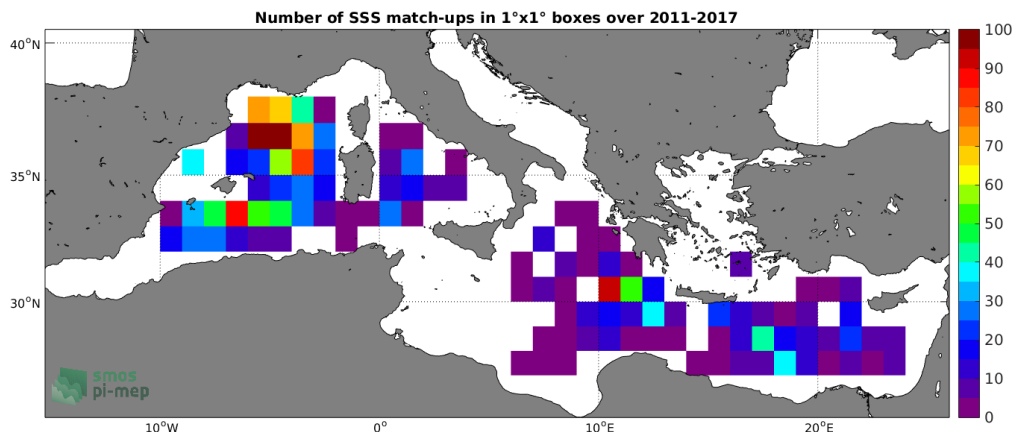 Number of SSS match-ups in 1°x1° boxes over 2011-2017
40°N
35°N
30°N
10°W
0°
10°E
20°E
100
90
80
70
60
50
40
30
20
10
0
smos
pi-mep